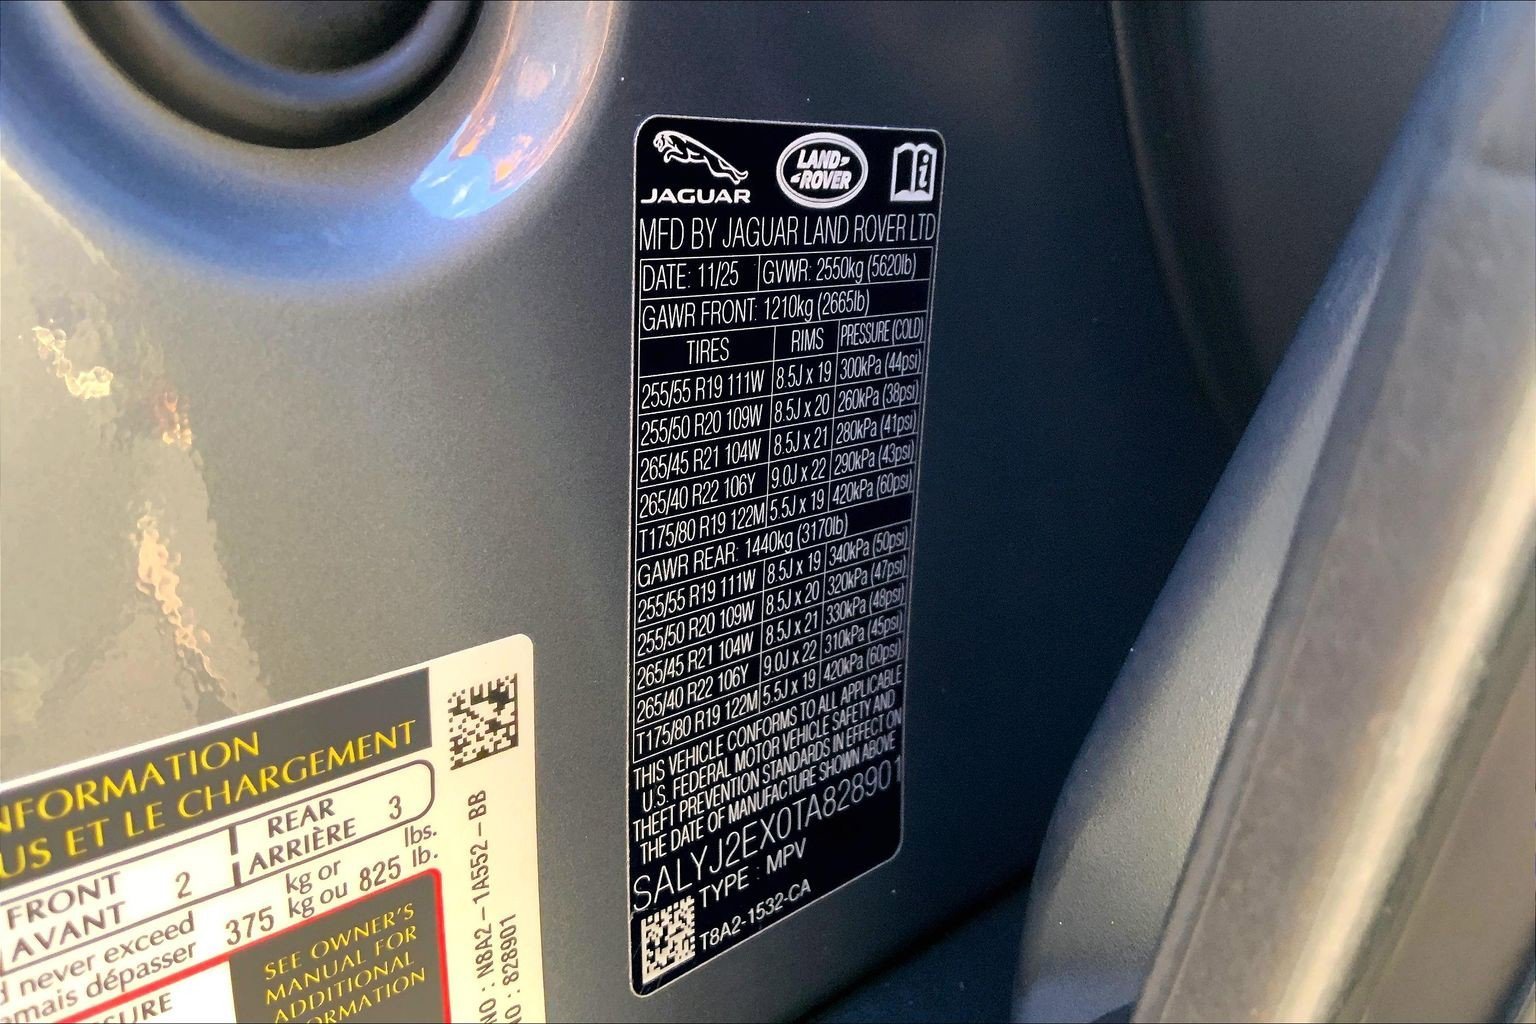 JAGUAR LAND ROVER
MFD BY JAGUAR LAND ROVER LTD
DATE: 11/25 GVWR: 2550kg (5620lb)
GAWR FRONT: 1210kg (2665lb)
TIRES RIMS PRESSURE (COLD)
255/55 R19 111W 8.5J x 19 300kPa (44psi)
255/50 R20 109W 8.5J x 20 260kPa (38psi)
265/45 R21 104W 8.5J x 21 280kPa (41psi)
265/40 R22 106Y 9.0J x 22 290kPa (43psi)
T175/80 R19 122M 5.5J x 19 420kPa (60psi)
GAWR REAR: 1440kg (3170lb)
255/55 R19 111W 8.5J x 19 340kPa (50psi)
255/50 R20 109W 8.5J x 20 320kPa (47psi)
265/45 R21 104W 8.5J x 21 330kPa (48psi)
265/40 R22 106Y 9.0J x 22 310kPa (45psi)
T175/80 R19 122M 5.5J x 19 420kPa (60psi)
THIS VEHICLE CONFORMS TO ALL APPLICABLE
U.S. FEDERAL MOTOR VEHICLE SAFETY AND
THEFT PREVENTION STANDARDS IN EFFECT ON
THE DATE OF MANUFACTURE SHOWN ABOVE
SALYJ2EX0TA828901
TYPE : MPV
T8A2-1532-CA
NFORMATION
US ET LE CHARGEMENT
FRONT 2 REAR 3
AVANT ARRIÈRE
d never exceed 375 kg or 825 lbs.
amais dépasser kg ou lb.
SURE
SEE OWNER'S
MANUAL FOR
ADDITIONAL
ORMATION
NO : N8A2-1A552-BB
NO : 828901